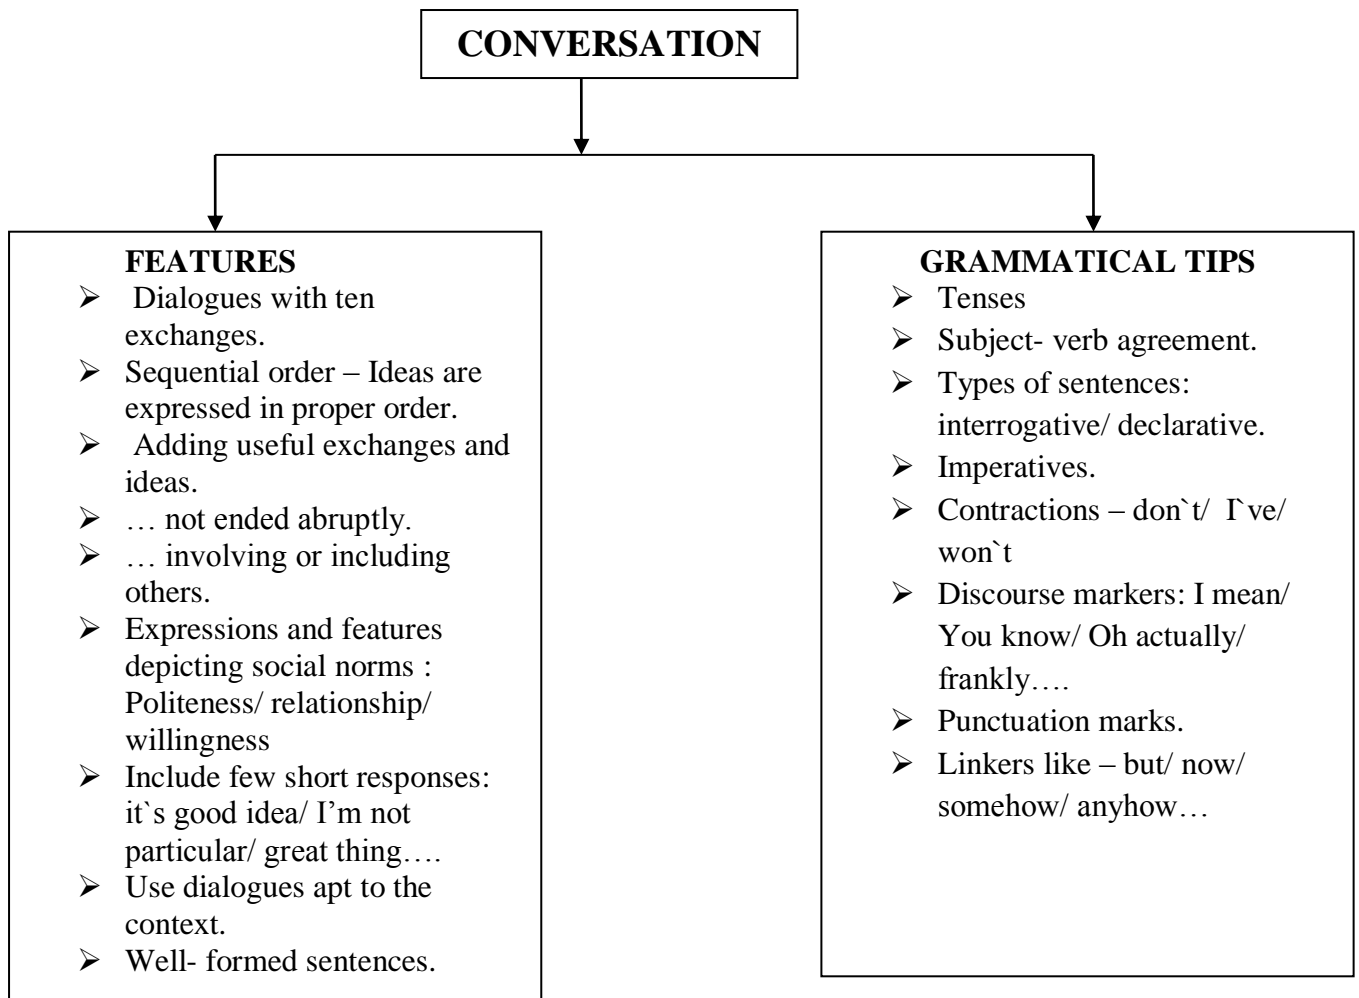 CONVERSATION
FEATURES
➢ Dialogues with ten
exchanges.
➢ Sequential order – Ideas are
expressed in proper order.
➢ Adding useful exchanges and
ideas.
➢ … not ended abruptly.
➢ … involving or including
others.
➢ Expressions and features
depicting social norms :
Politeness/ relationship/
willingness
➢ Include few short responses:
it`s good idea/ I’m not
particular/ great thing….
➢ Use dialogues apt to the
context.
➢ Well- formed sentences.
GRAMMATICAL TIPS
➢ Tenses
➢ Subject- verb agreement.
➢ Types of sentences:
interrogative/ declarative.
➢ Imperatives.
➢ Contractions – don`t/ I`ve/
won`t
➢ Discourse markers: I mean/
You know/ Oh actually/
frankly….
➢ Punctuation marks.
➢ Linkers like – but/ now/
somehow/ anyhow…